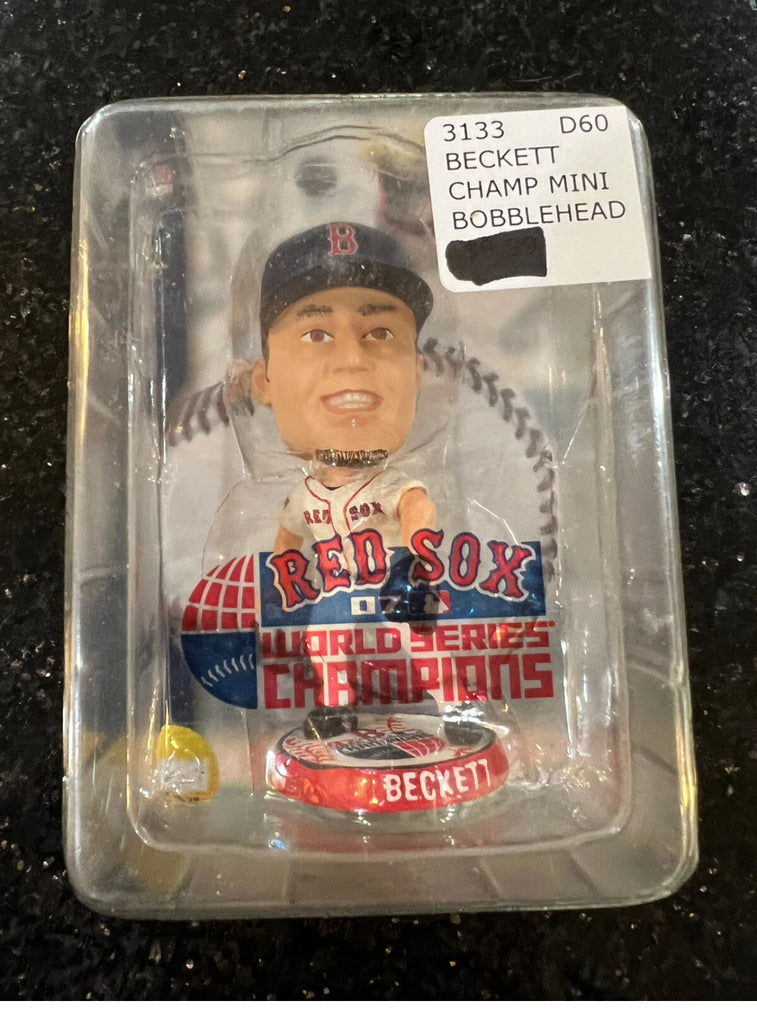 3133 D60
BECKETT
CHAMP MINI
BOBBLEHEAD
B
RED SOX
RED SOX
07
WORLD SERIES
CHAMPIONS
BECKETT